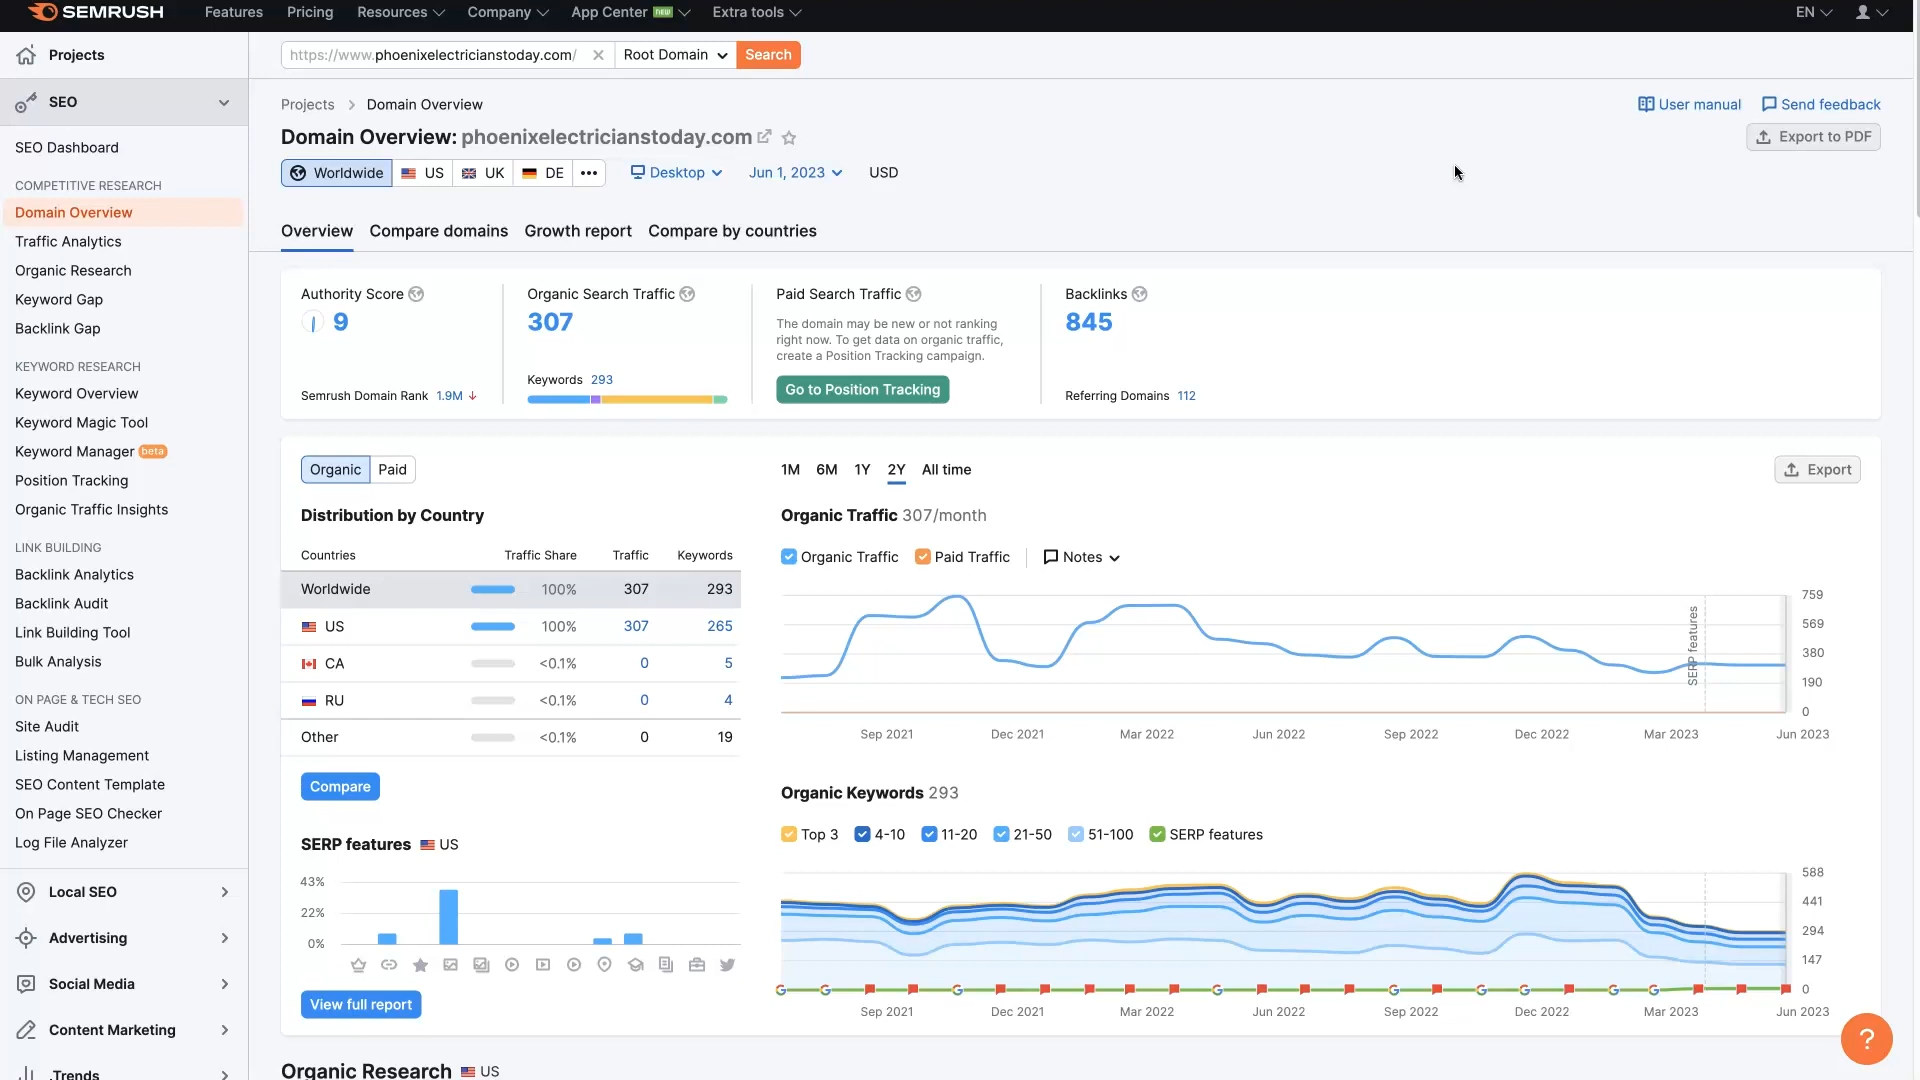 SEMRUSH
Features Pricing Resources Company App Center NEW Extra tools EN
Projects
SEO
SEO Dashboard
COMPETITIVE RESEARCH
Domain Overview
Traffic Analytics
Organic Research
Keyword Gap
Backlink Gap
KEYWORD RESEARCH
Keyword Overview
Keyword Magic Tool
Keyword Manager beta
Position Tracking
Organic Traffic Insights
LINK BUILDING
Backlink Analytics
Backlink Audit
Link Building Tool
Bulk Analysis
ON PAGE & TECH SEO
Site Audit
Listing Management
SEO Content Template
On Page SEO Checker
Log File Analyzer
Local SEO
Advertising
Social Media
Content Marketing
.Trends
https://www.phoenixelectricianstoday.com/ Root Domain Search
Projects > Domain Overview
User manual Send feedback
Domain Overview: phoenixelectricianstoday.com
Export to PDF
Worldwide US UK DE ••• Desktop Jun 1, 2023 USD
Overview Compare domains Growth report Compare by countries
Authority Score
9
Semrush Domain Rank 1.9M ↓
Organic Search Traffic
307
Keywords 293
Paid Search Traffic
The domain may be new or not ranking
right now. To get data on organic traffic,
create a Position Tracking campaign.
Go to Position Tracking
Backlinks
845
Referring Domains 112
Organic Paid
Distribution by Country
Countries Traffic Share Traffic Keywords
Worldwide 100% 307 293
US 100% 307 265
CA <0.1% 0 5
RU <0.1% 0 4
Other <0.1% 0 19
Compare
SERP features US
43%
22%
0%
View full report
1M 6M 1Y 2Y All time
Export
Organic Traffic 307/month
Organic Traffic Paid Traffic Notes
759
569
380
190
0
SERP features
Sep 2021 Dec 2021 Mar 2022 Jun 2022 Sep 2022 Dec 2022 Mar 2023 Jun 2023
Organic Keywords 293
Top 3 4-10 11-20 21-50 51-100 SERP features
588
441
294
147
0
Sep 2021 Dec 2021 Mar 2022 Jun 2022 Sep 2022 Dec 2022 Mar 2023 Jun 2023
?
Organic Research US